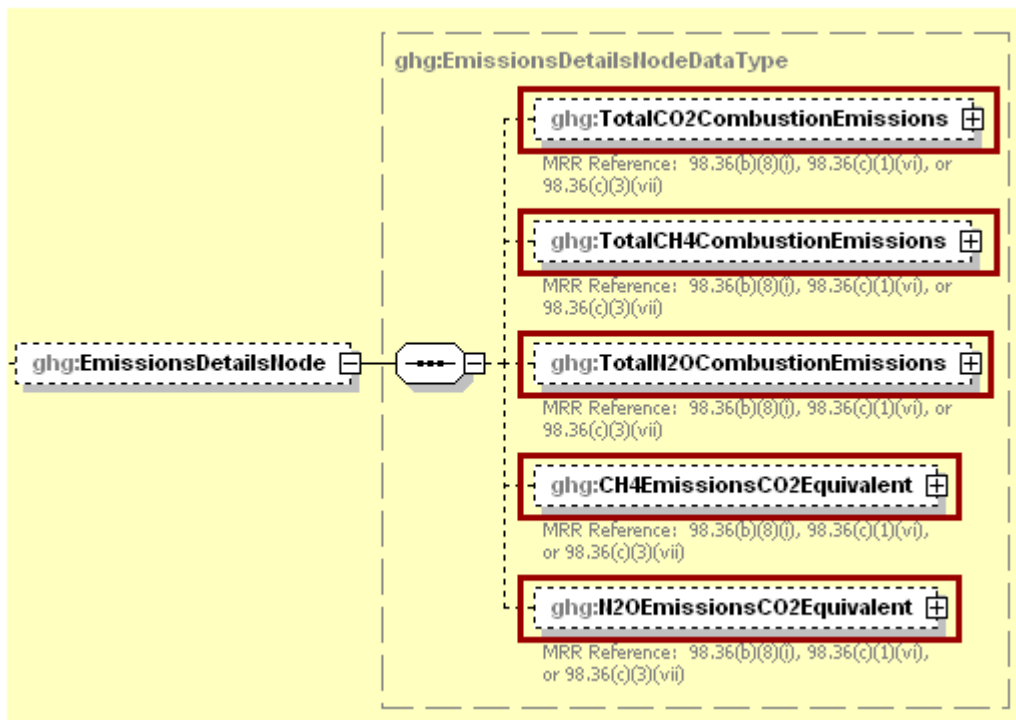 ghg:EmissionsDetailsNodeDataType
ghg:TotalCO2CombustionEmissions
MRR Reference: 98.36(b)(8)(i), 98.36(c)(1)(vi), or
98.36(c)(3)(vii)
ghg:TotalCH4CombustionEmissions
MRR Reference: 98.36(b)(8)(i), 98.36(c)(1)(vi), or
98.36(c)(3)(vii)
ghg:EmissionsDetailsNode
ghg:TotalN2OCombustionEmissions
MRR Reference: 98.36(b)(8)(i), 98.36(c)(1)(vi), or
98.36(c)(3)(vii)
ghg:CH4EmissionsCO2Equivalent
MRR Reference: 98.36(b)(8)(i), 98.36(c)(1)(vi),
or 98.36(c)(3)(vii)
ghg:N2OEmissionsCO2Equivalent
MRR Reference: 98.36(b)(8)(i), 98.36(c)(1)(vi),
or 98.36(c)(3)(vii)